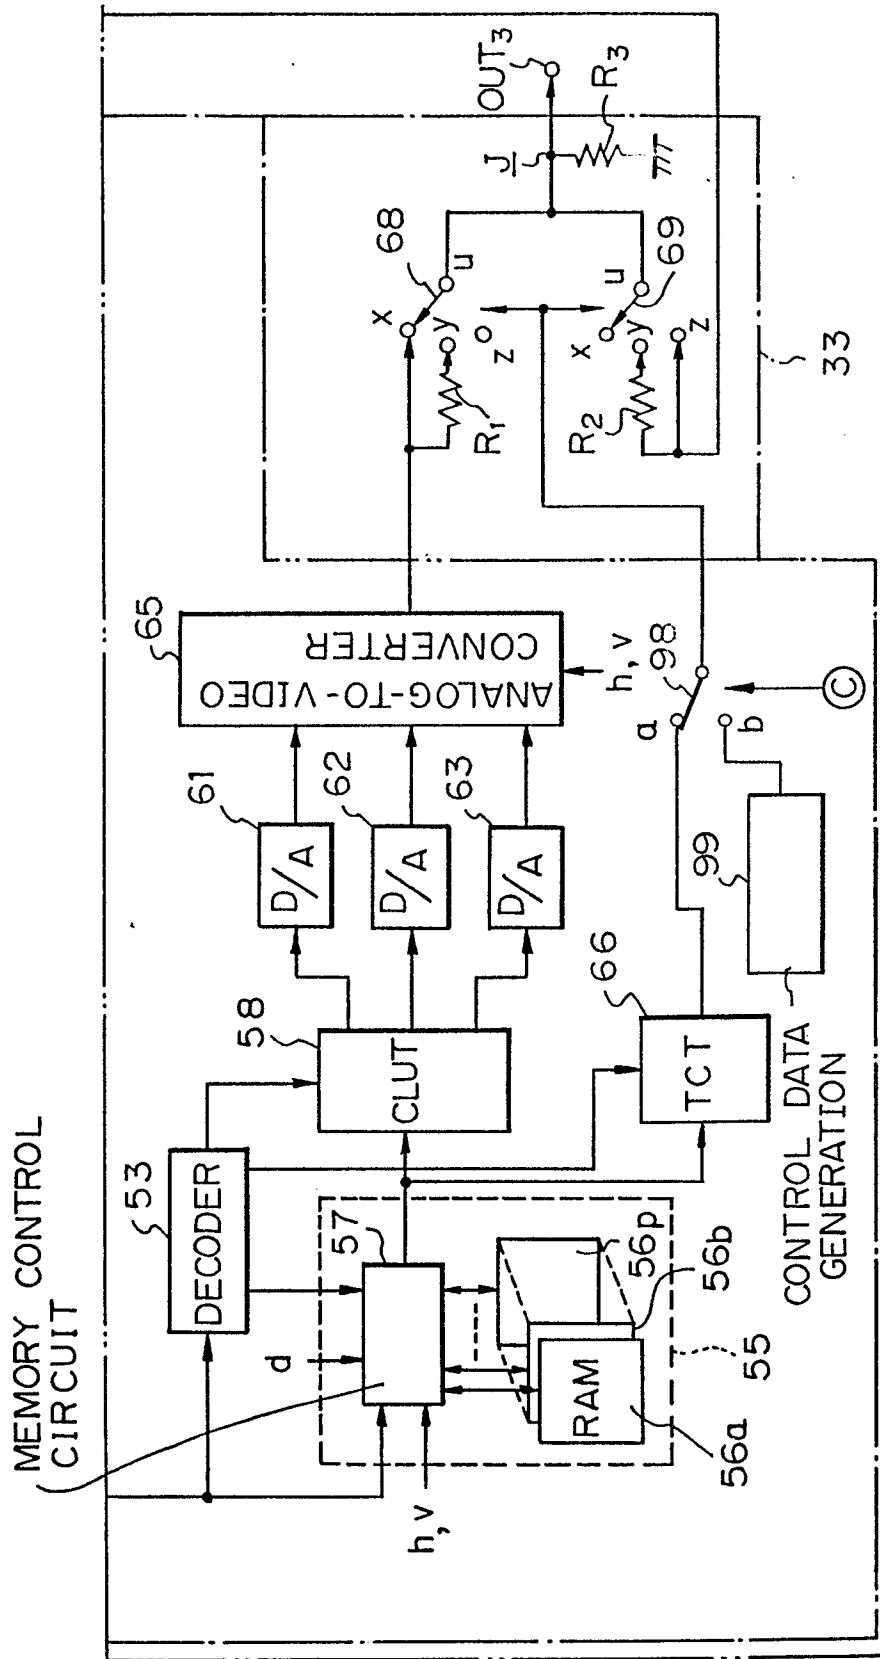 MEMORY CONTROL
CIRCUIT
53
DECODER
d
h, v
57
RAM
56a
56b
56p
55
58
CLUT
66
TCT
61
D/A
62
D/A
63
D/A
65
ANALOG-TO-VIDEO
CONVERTER
h, v
a
98
b
C
99
CONTROL DATA
GENERATION
68
x
y
z
u
R1
69
x
y
z
u
R2
J
OUT3
R3
33